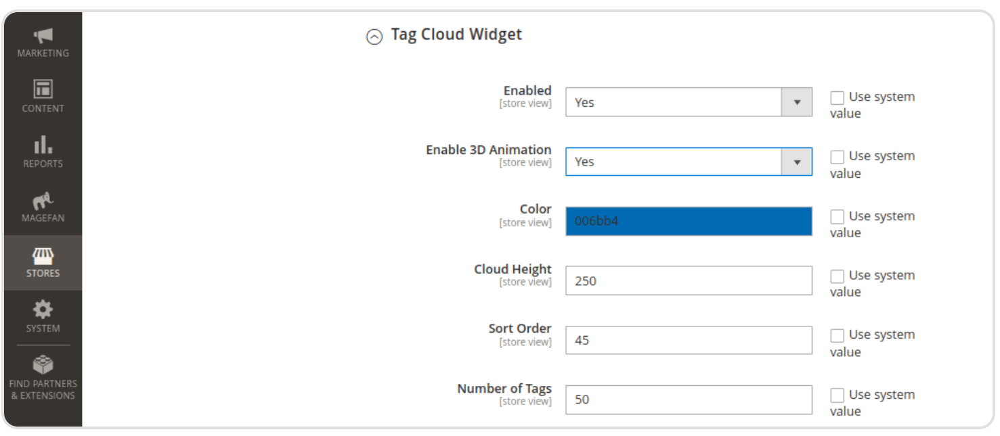 MARKETING
CONTENT
REPORTS
MAGEFAN
STORES
SYSTEM
FIND PARTNERS
& EXTENSIONS
Tag Cloud Widget
Enabled
[store view]
Yes
Use system
value
Enable 3D Animation
[store view]
Yes
Use system
value
Color
[store view]
006bb4
Use system
value
Cloud Height
[store view]
250
Use system
value
Sort Order
[store view]
45
Use system
value
Number of Tags
[store view]
50
Use system
value